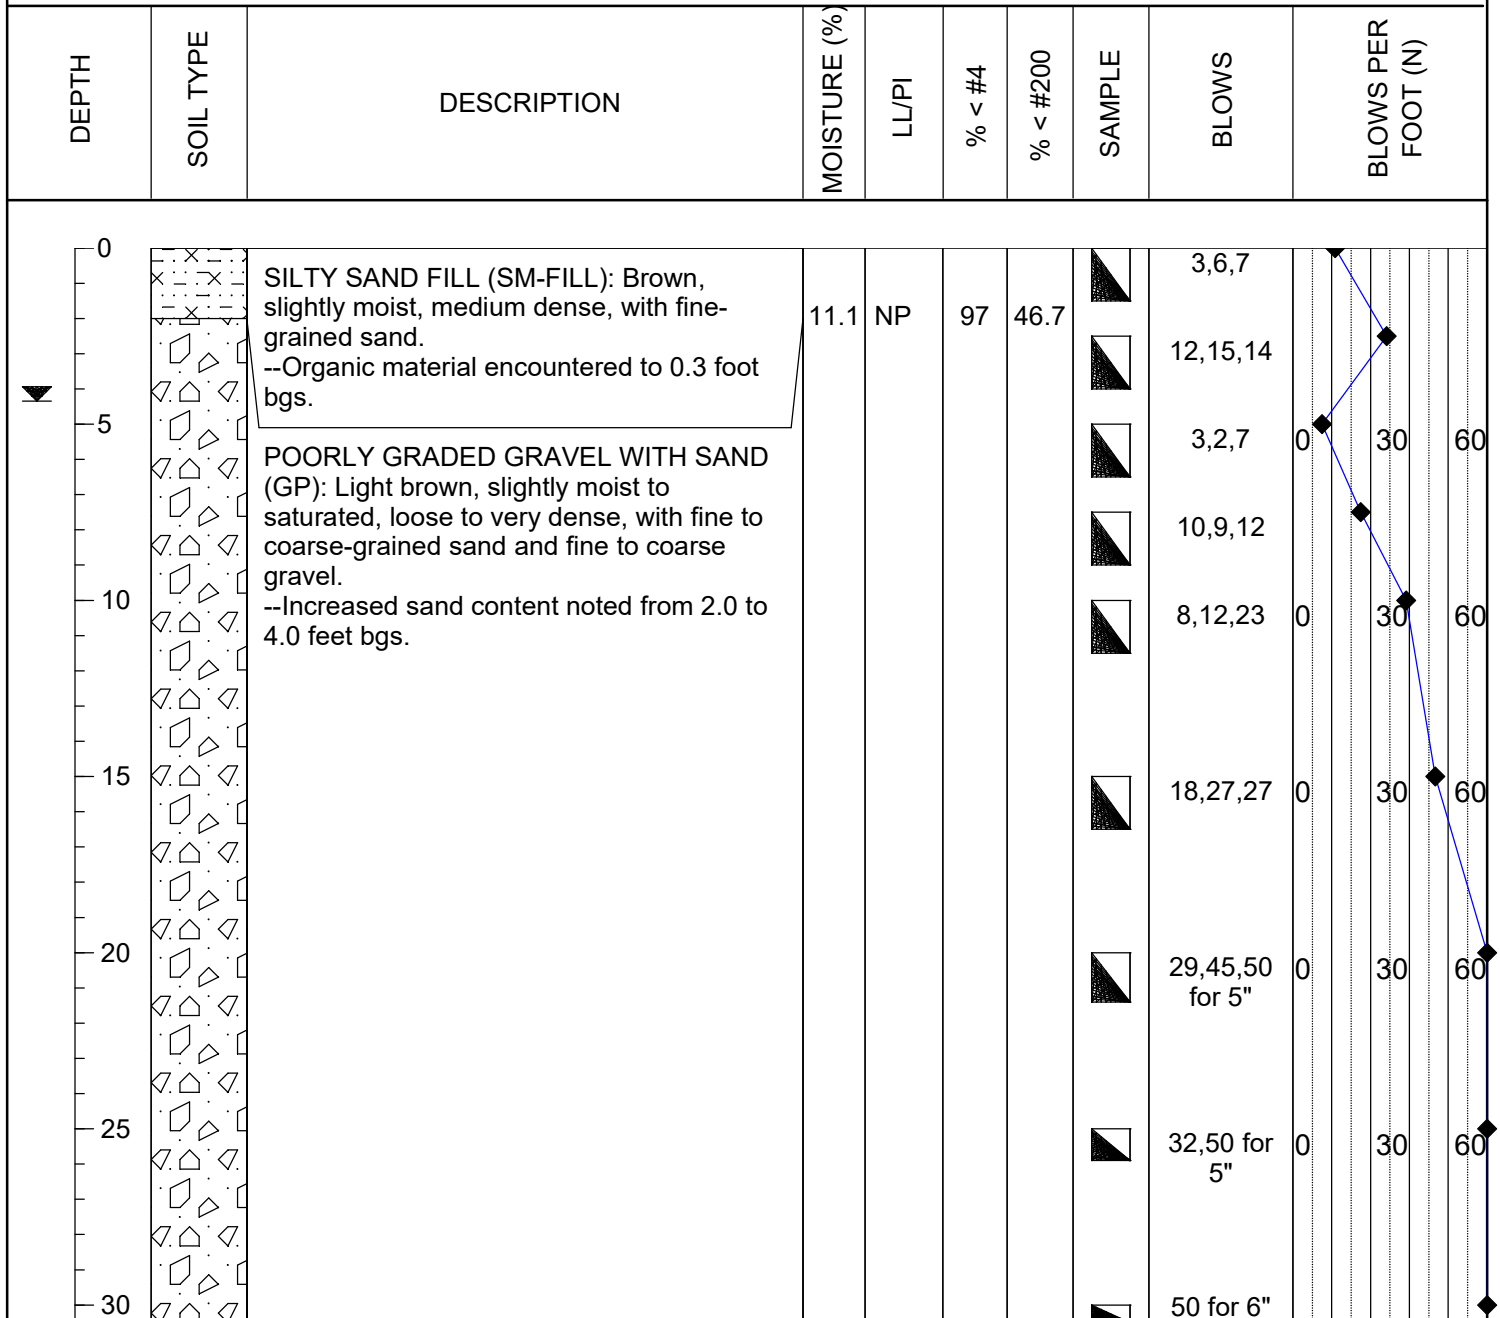 DEPTH
SOIL TYPE
DESCRIPTION
MOISTURE (%)
LL/PI
% < #4
% < #200
SAMPLE
BLOWS
BLOWS PER
FOOT (N)
0
SILTY SAND FILL (SM-FILL): Brown,
slightly moist, medium dense, with fine-
grained sand.
--Organic material encountered to 0.3 foot
bgs.
11.1 NP 97 46.7
3,6,7
12,15,14
5
3,2,7
0 30 60
POORLY GRADED GRAVEL WITH SAND
(GP): Light brown, slightly moist to
saturated, loose to very dense, with fine to
coarse-grained sand and fine to coarse
gravel.
--Increased sand content noted from 2.0 to
4.0 feet bgs.
10,9,12
10
8,12,23
0 30 60
15
18,27,27
0 30 60
20
29,45,50
for 5"
0 30 60
25
32,50 for
5"
0 30 60
30
50 for 6"